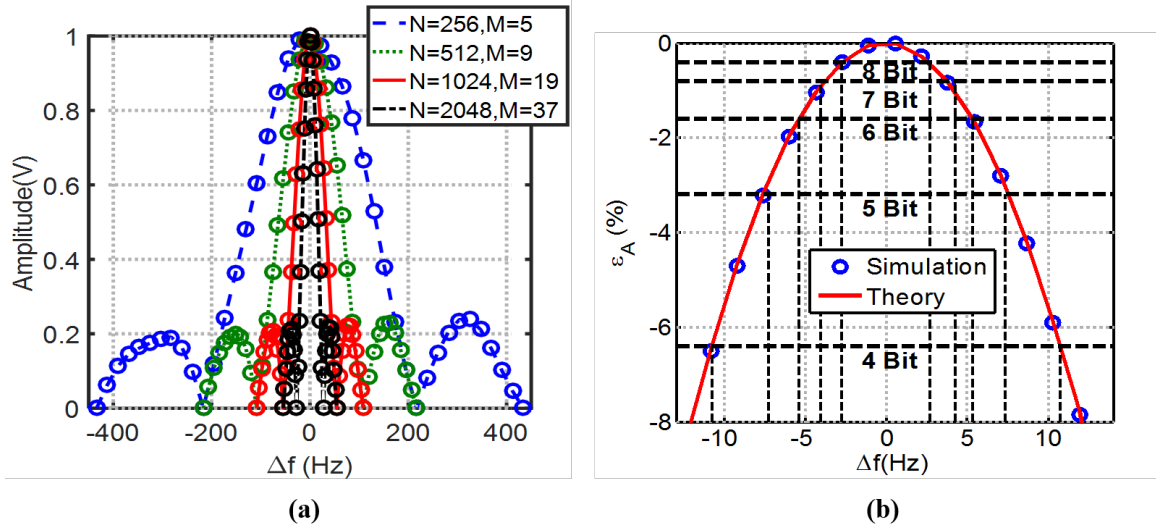 N=256,M=5
N=512,M=9
N=1024,M=19
N=2048,M=37
1
0.8
0.6
0.4
0.2
0
Amplitude(V)
-400 -200 0 200 400
Δf (Hz)
(a)
(b)
0
-2
-4
-6
-8
ε_A (%)
8 Bit
7 Bit
6 Bit
5 Bit
Simulation
Theory
4 Bit
-10 -5 0 5 10
Δf(Hz)
(b)